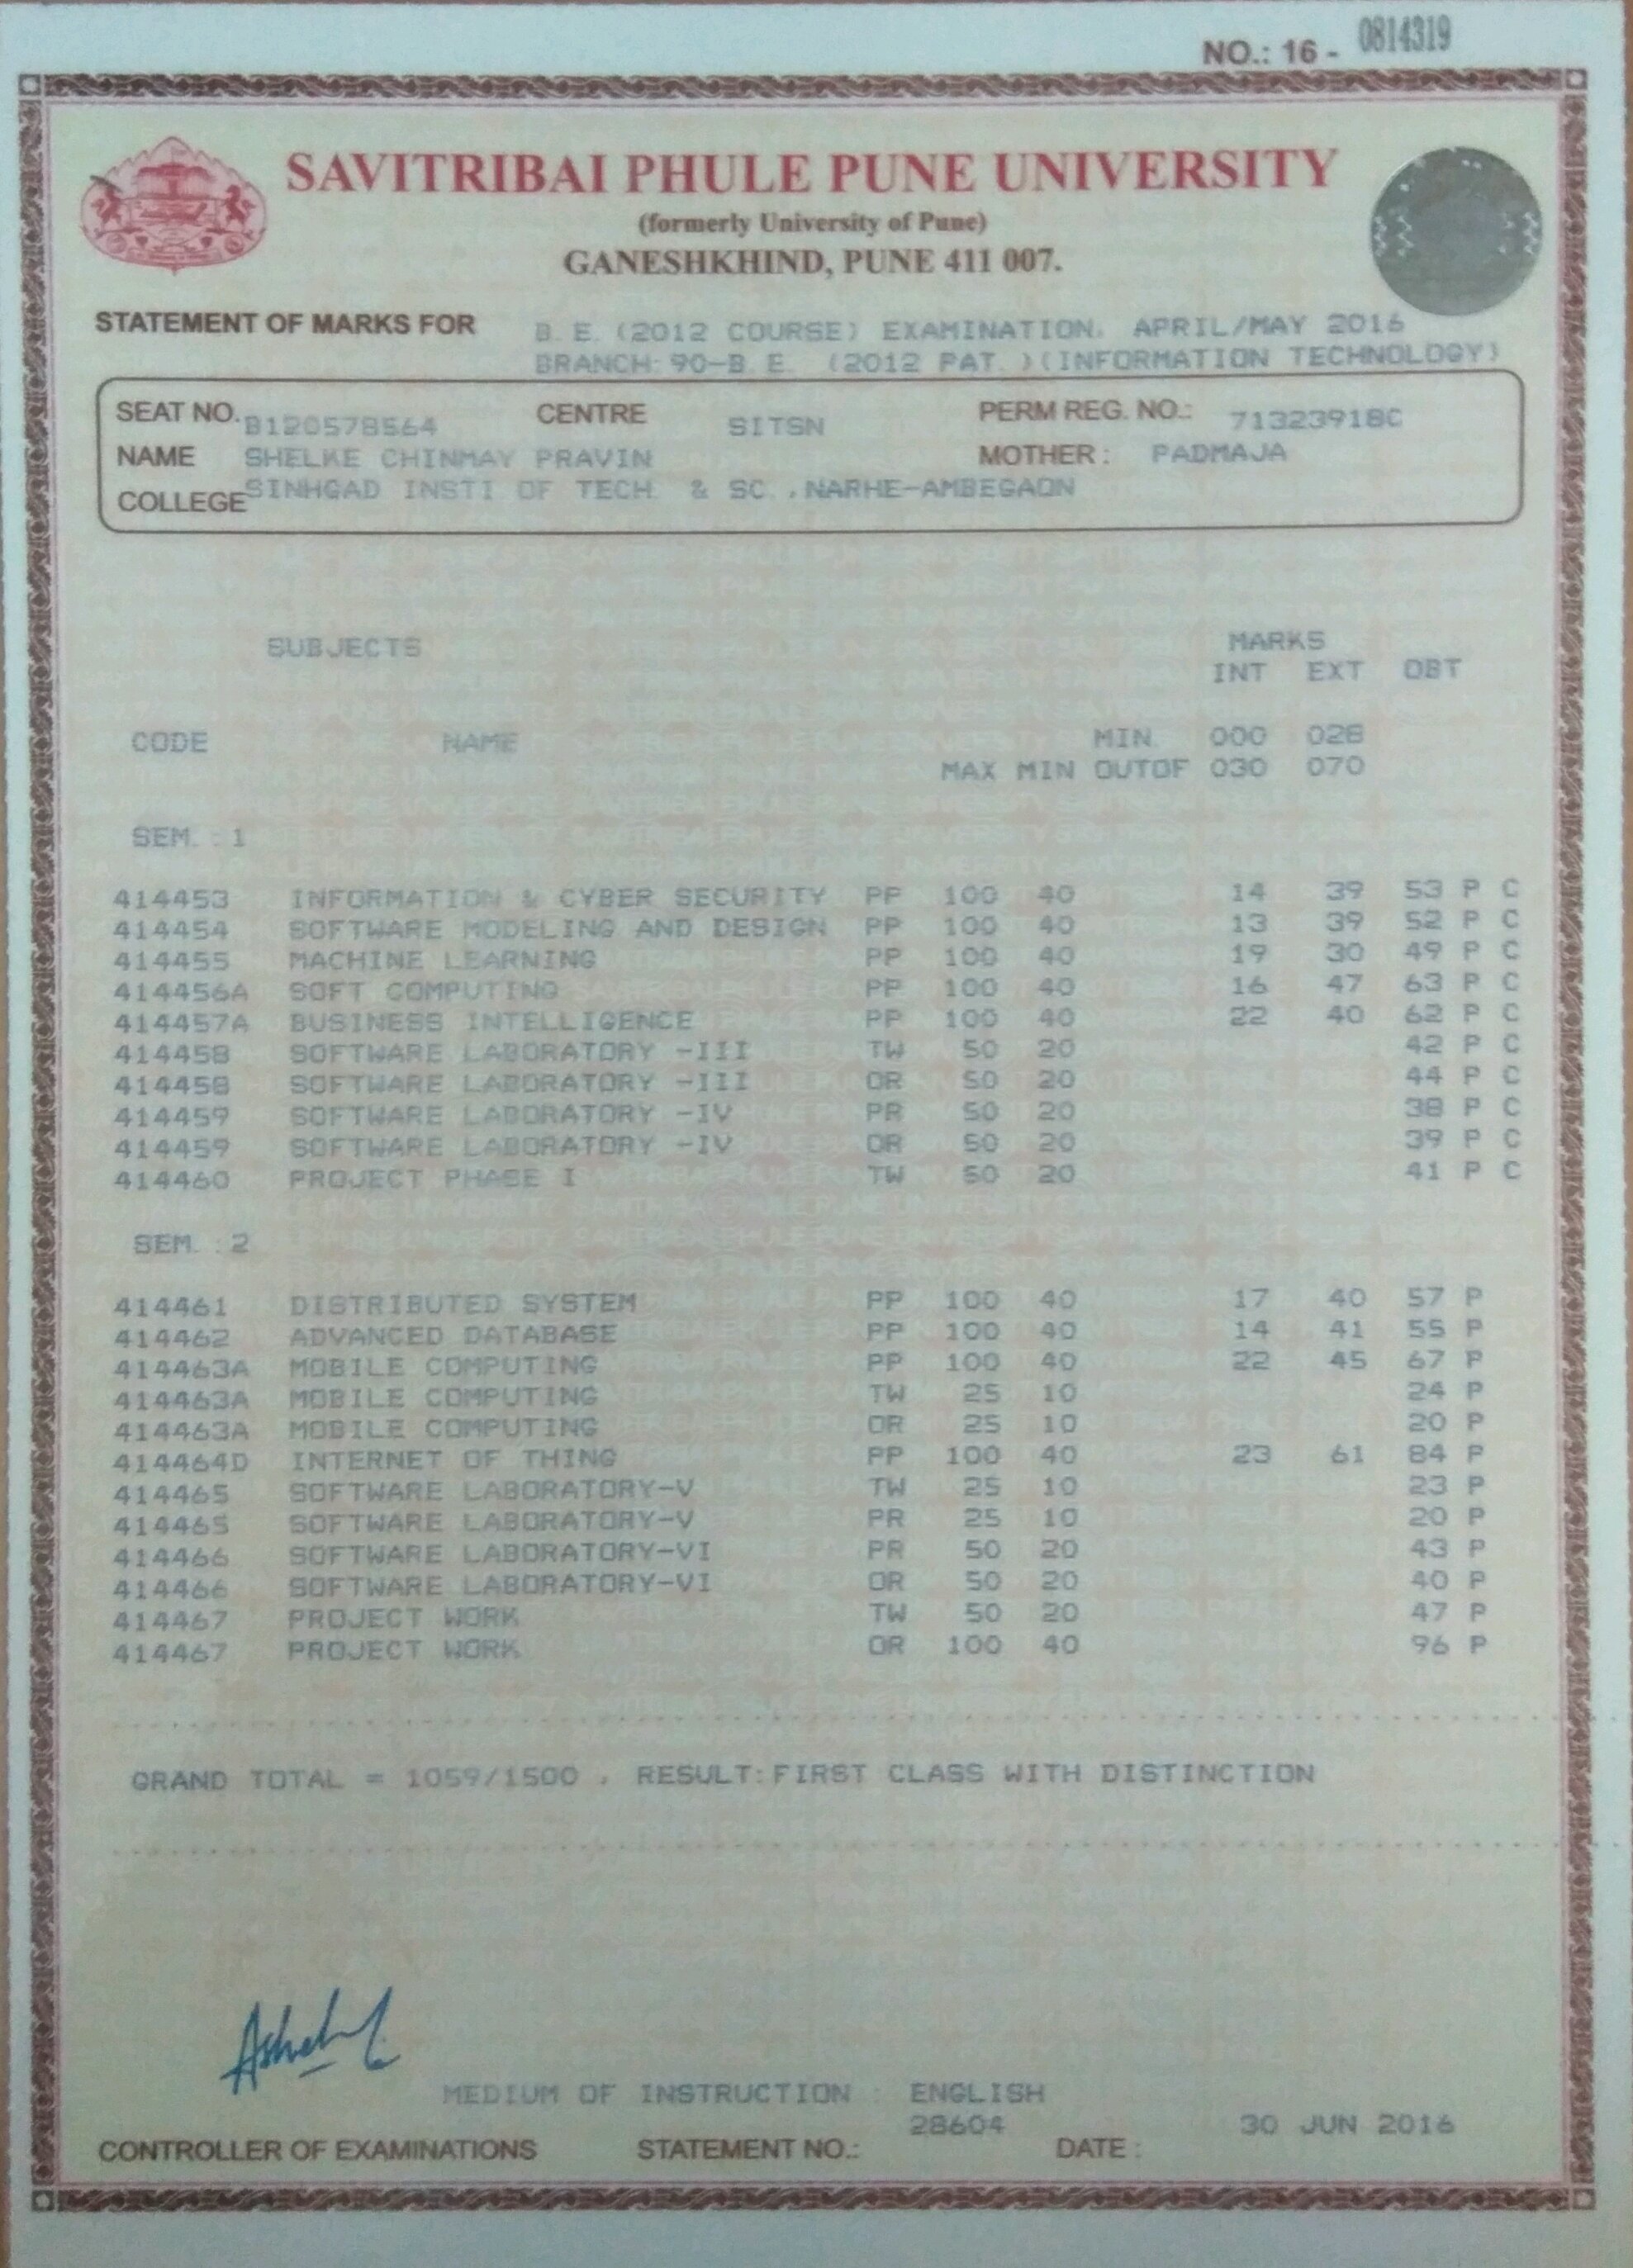 NO.: 16 - 0814319
SAVITRIBAI PHULE PUNE UNIVERSITY
(formerly University of Pune)
GANESHKHIND, PUNE 411 007.
STATEMENT OF MARKS FOR B. E. (2012 COURSE) EXAMINATION, APRIL/MAY 2016
BRANCH: 90-B. E. (2012 PAT. )(INFORMATION TECHNOLOGY)
SEAT NO. B120578564 CENTRE SITSN PERM REG. NO.: 71323918C
NAME SHELKE CHINMAY PRAVIN MOTHER : PADMAJA
COLLEGE SINHGAD INSTI OF TECH. & SC. , NARHE-AMBEGAON
SUBJECTS MARKS
INT EXT OBT
CODE NAME MIN. 000 028
MAX MIN OUTOF 030 070
SEM. : 1
414453 INFORMATION & CYBER SECURITY PP 100 40 14 39 53 P C
414454 SOFTWARE MODELING AND DESIGN PP 100 40 13 39 52 P C
414455 MACHINE LEARNING PP 100 40 19 30 49 P C
414456A SOFT COMPUTING PP 100 40 16 47 63 P C
414457A BUSINESS INTELLIGENCE PP 100 40 22 40 62 P C
414458 SOFTWARE LABORATORY -III TW 50 20 42 P C
414458 SOFTWARE LABORATORY -III OR 50 20 44 P C
414459 SOFTWARE LABORATORY -IV PR 50 20 38 P C
414459 SOFTWARE LABORATORY -IV OR 50 20 39 P C
414460 PROJECT PHASE I TW 50 20 41 P C
SEM. : 2
414461 DISTRIBUTED SYSTEM PP 100 40 17 40 57 P
414462 ADVANCED DATABASE PP 100 40 14 41 55 P
414463A MOBILE COMPUTING PP 100 40 22 45 67 P
414463A MOBILE COMPUTING TW 25 10 24 P
414463A MOBILE COMPUTING OR 25 10 20 P
414464D INTERNET OF THING PP 100 40 23 61 84 P
414465 SOFTWARE LABORATORY-V TW 25 10 23 P
414465 SOFTWARE LABORATORY-V PR 25 10 20 P
414466 SOFTWARE LABORATORY-VI PR 50 20 43 P
414466 SOFTWARE LABORATORY-VI OR 50 20 40 P
414467 PROJECT WORK TW 50 20 47 P
414467 PROJECT WORK OR 100 40 96 P
GRAND TOTAL = 1059/1500 , RESULT: FIRST CLASS WITH DISTINCTION
MEDIUM OF INSTRUCTION : ENGLISH
28604 30 JUN 2016
CONTROLLER OF EXAMINATIONS STATEMENT NO.: DATE :